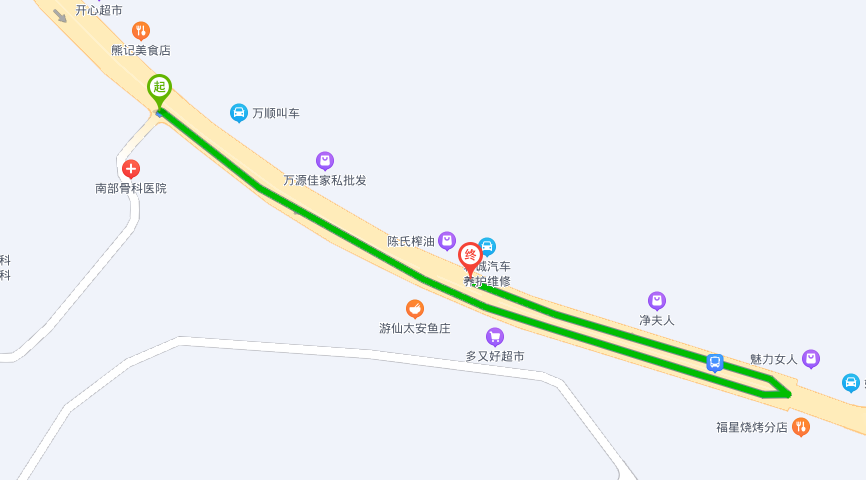 开心超市
熊记美食店
起
万顺叫车
万源佳家私批发
南部骨科医院
陈氏榨油
终
诚汽车
养护维修
科
科
净夫人
游仙太安鱼庄
多又好超市
魅力女人
福星烧烤分店